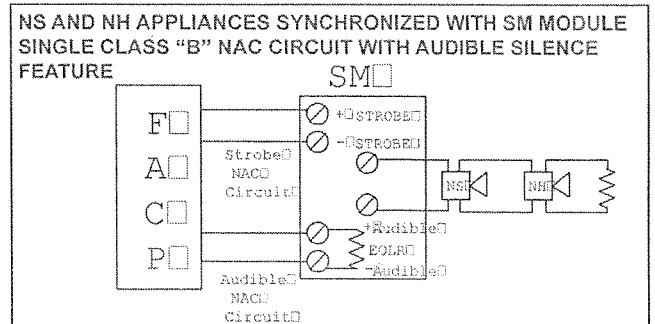 NS AND NH APPLIANCES SYNCHRONIZED WITH SM MODULE
SINGLE CLASS "B" NAC CIRCUIT WITH AUDIBLE SILENCE
FEATURE
SM
F
A
C
P
+ STROBE
- STROBE
Strobe
NAC
Circuit
NS
NH
+Audible
EOLR
-Audible
Audible
NAC
Circuit